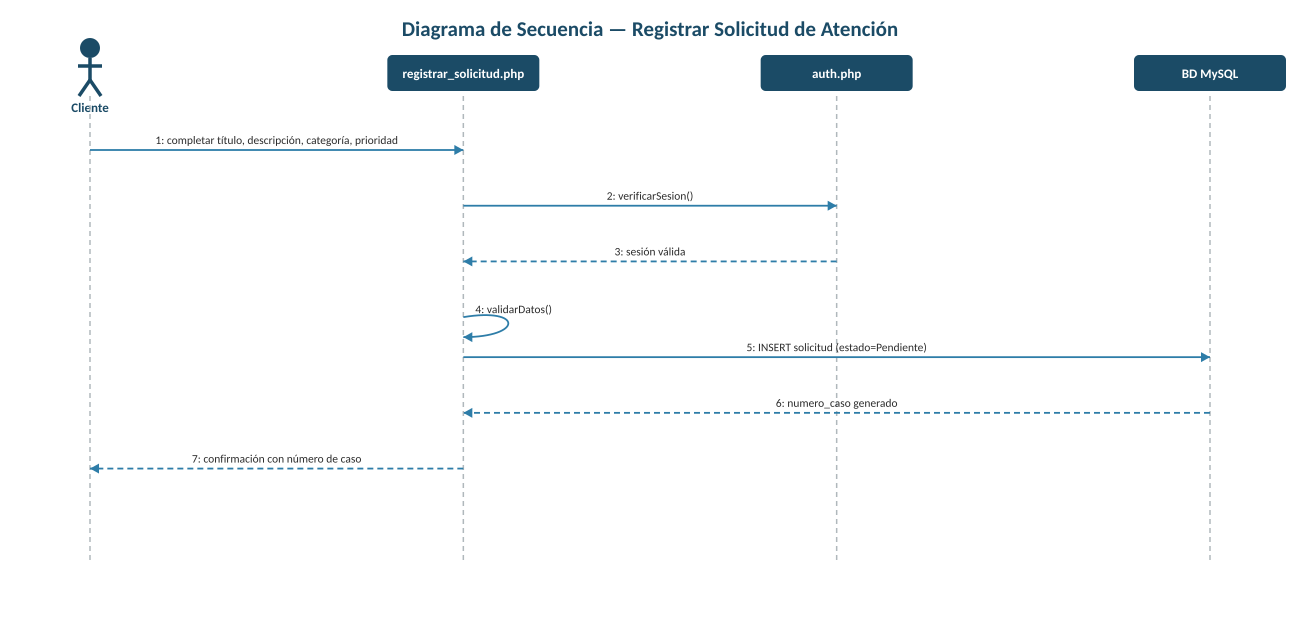 Diagrama de Secuencia — Registrar Solicitud de Atención
Cliente
registrar_solicitud.php
auth.php
BD MySQL
1: completar título, descripción, categoría, prioridad
2: verificarSesion()
3: sesión válida
4: validarDatos()
5: INSERT solicitud (estado=Pendiente)
6: numero_caso generado
7: confirmación con número de caso